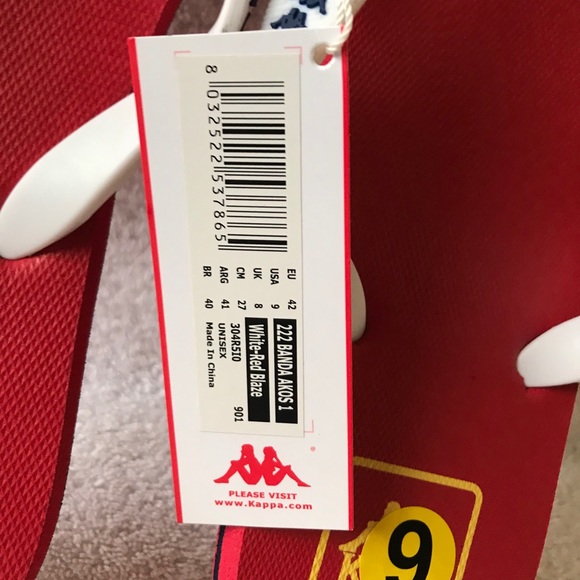 8 032522 537865
EU 42
USA 9
UK 8
CM 27
ARG 41
BR 40
222 BANDA AKOS 1
White-Red Blaze
304R5I0 901
UNISEX
Made In China
PLEASE VISIT
www.Kappa.com
9